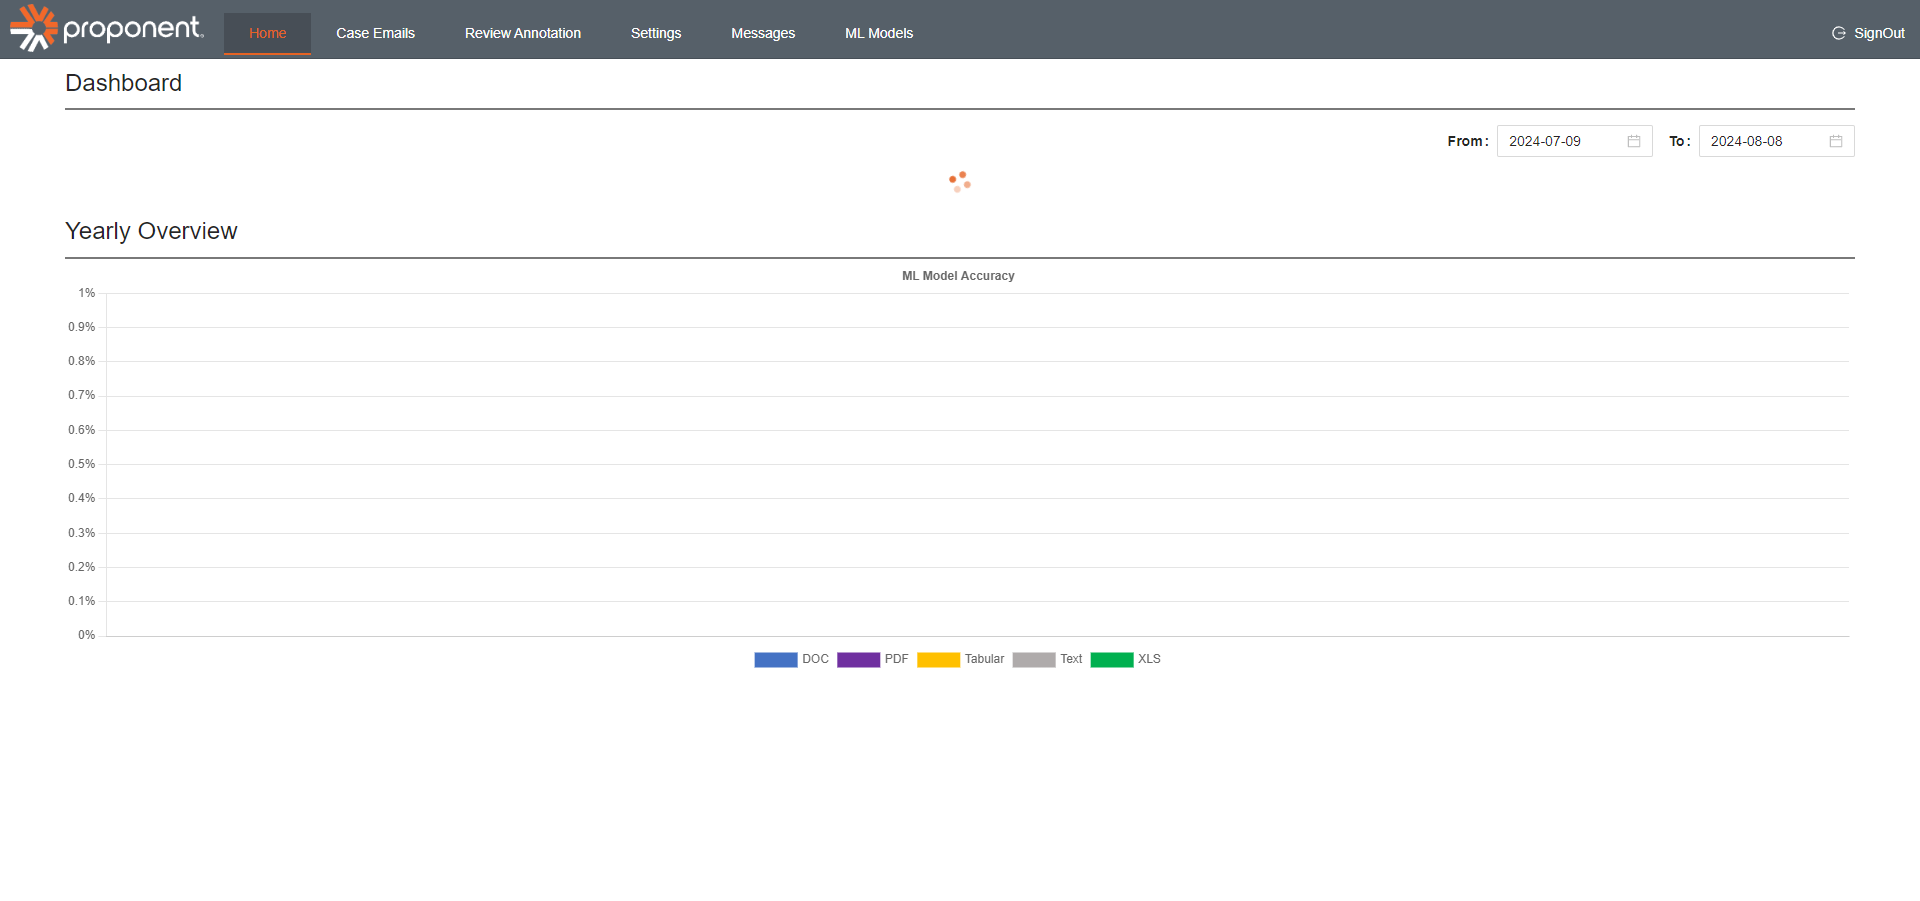 proponent
Home
Case Emails
Review Annotation
Settings
Messages
ML Models
SignOut
Dashboard
From: 2024-07-09 To: 2024-08-08
Yearly Overview
ML Model Accuracy
1%
0.9%
0.8%
0.7%
0.6%
0.5%
0.4%
0.3%
0.2%
0.1%
0%
DOC PDF Tabular Text XLS